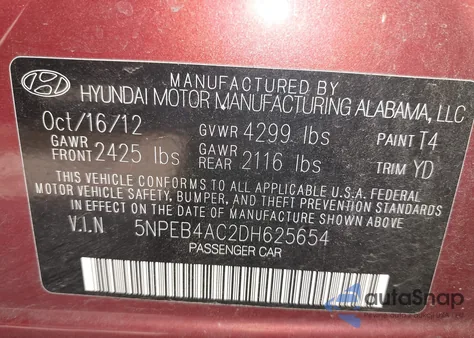 MANUFACTURED BY
HYUNDAI MOTOR MANUFACTURING ALABAMA, LLC
Oct/16/12 GVWR 4299 lbs PAINT T4
GAWR FRONT 2425 lbs GAWR REAR 2116 lbs TRIM YD
THIS VEHICLE CONFORMS TO ALL APPLICABLE U.S.A. FEDERAL
MOTOR VEHICLE SAFETY, BUMPER, AND THEFT PREVENTION STANDARDS
IN EFFECT ON THE DATE OF MANUFACTURE SHOWN ABOVE
V.I.N 5NPEB4AC2DH625654
PASSENGER CAR
autoSnap